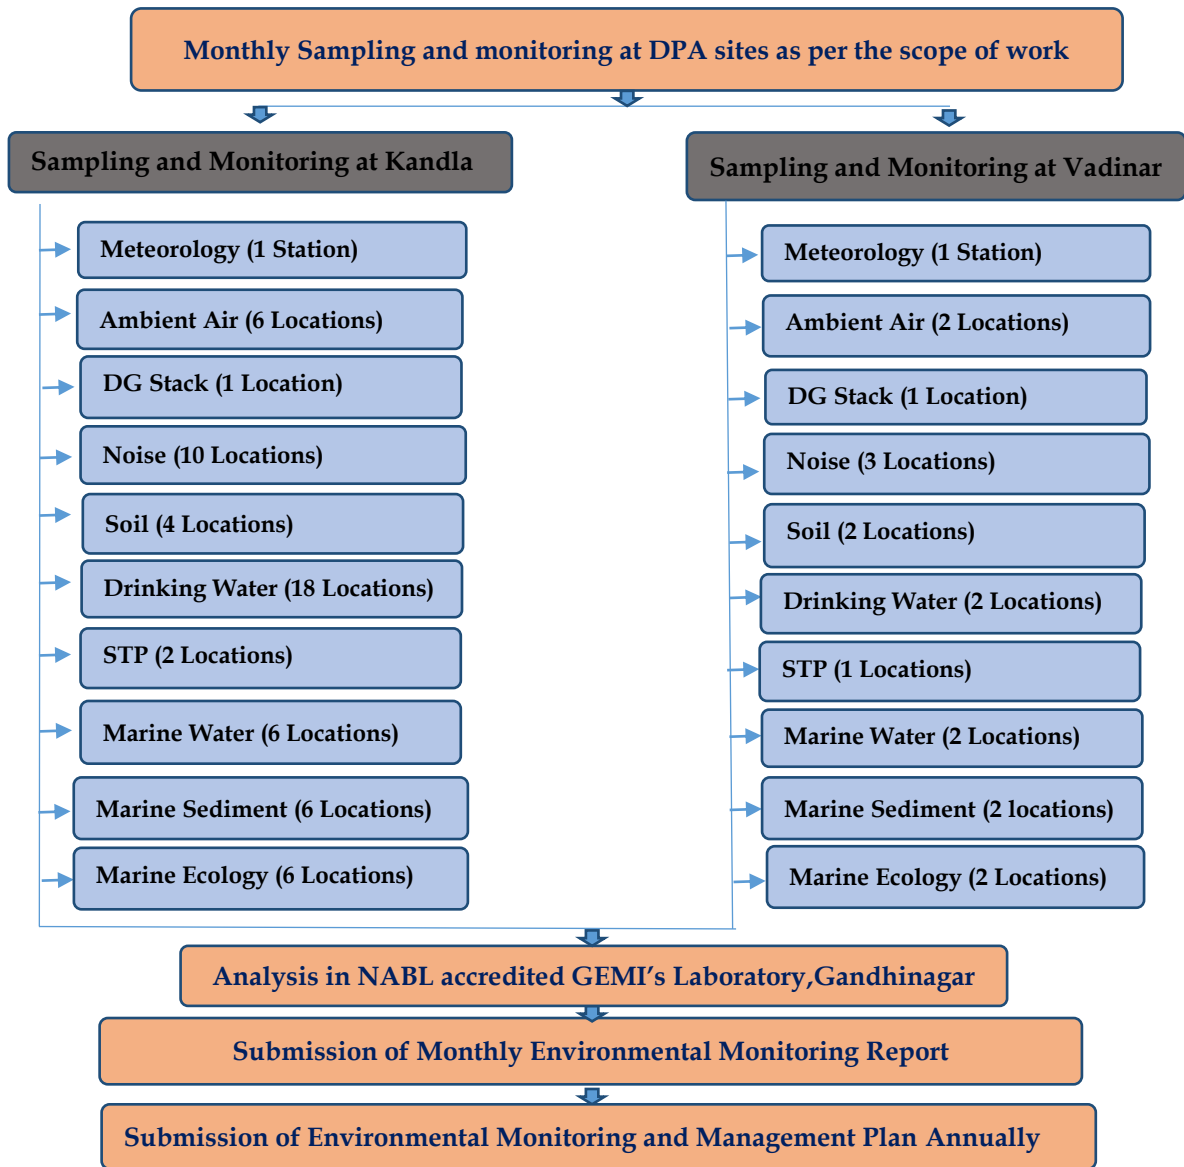 Monthly Sampling and monitoring at DPA sites as per the scope of work
Sampling and Monitoring at Kandla
Meteorology (1 Station)
Ambient Air (6 Locations)
DG Stack (1 Location)
Noise (10 Locations)
Soil (4 Locations)
Drinking Water (18 Locations)
STP (2 Locations)
Marine Water (6 Locations)
Marine Sediment (6 Locations)
Marine Ecology (6 Locations)
Sampling and Monitoring at Vadinar
Meteorology (1 Station)
Ambient Air (2 Locations)
DG Stack (1 Location)
Noise (3 Locations)
Soil (2 Locations)
Drinking Water (2 Locations)
STP (1 Locations)
Marine Water (2 Locations)
Marine Sediment (2 locations)
Marine Ecology (2 Locations)
Analysis in NABL accredited GEMI’s Laboratory,Gandhinagar
Submission of Monthly Environmental Monitoring Report
Submission of Environmental Monitoring and Management Plan Annually